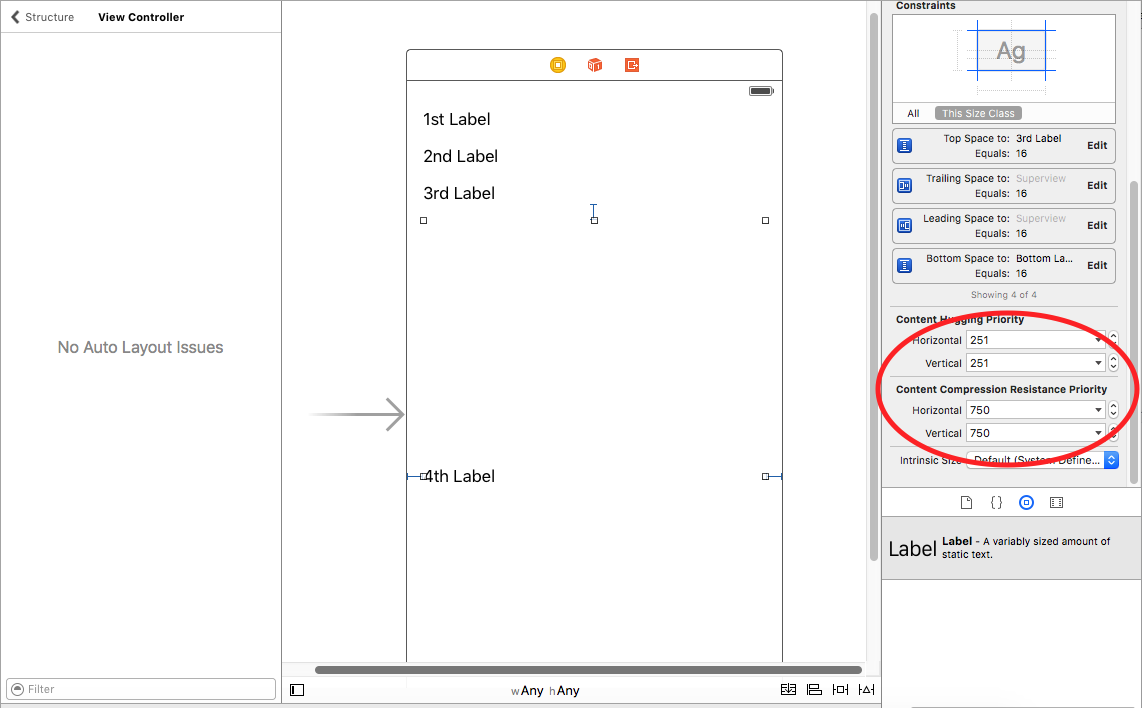 Structure View Controller
No Auto Layout Issues
Filter
1st Label
2nd Label
3rd Label
4th Label
wAny hAny
Constraints
Ag
All This Size Class
Top Space to: 3rd Label
Equals: 16
Edit
Trailing Space to: Superview
Equals: 16
Edit
Leading Space to: Superview
Equals: 16
Edit
Bottom Space to: Bottom La...
Equals: 16
Edit
Showing 4 of 4
Content Hugging Priority
Horizontal 251
Vertical 251
Content Compression Resistance Priority
Horizontal 750
Vertical 750
Intrinsic Size Default (System Define...
{ }
Label
Label - A variably sized amount of
static text.